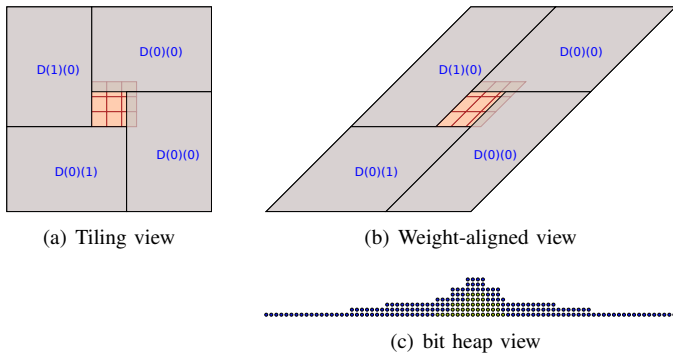 D(1)(0)
D(0)(0)
D(0)(1)
D(0)(0)
(a) Tiling view
D(0)(0)
D(1)(0)
D(0)(1)
D(0)(0)
(b) Weight-aligned view
(c) bit heap view